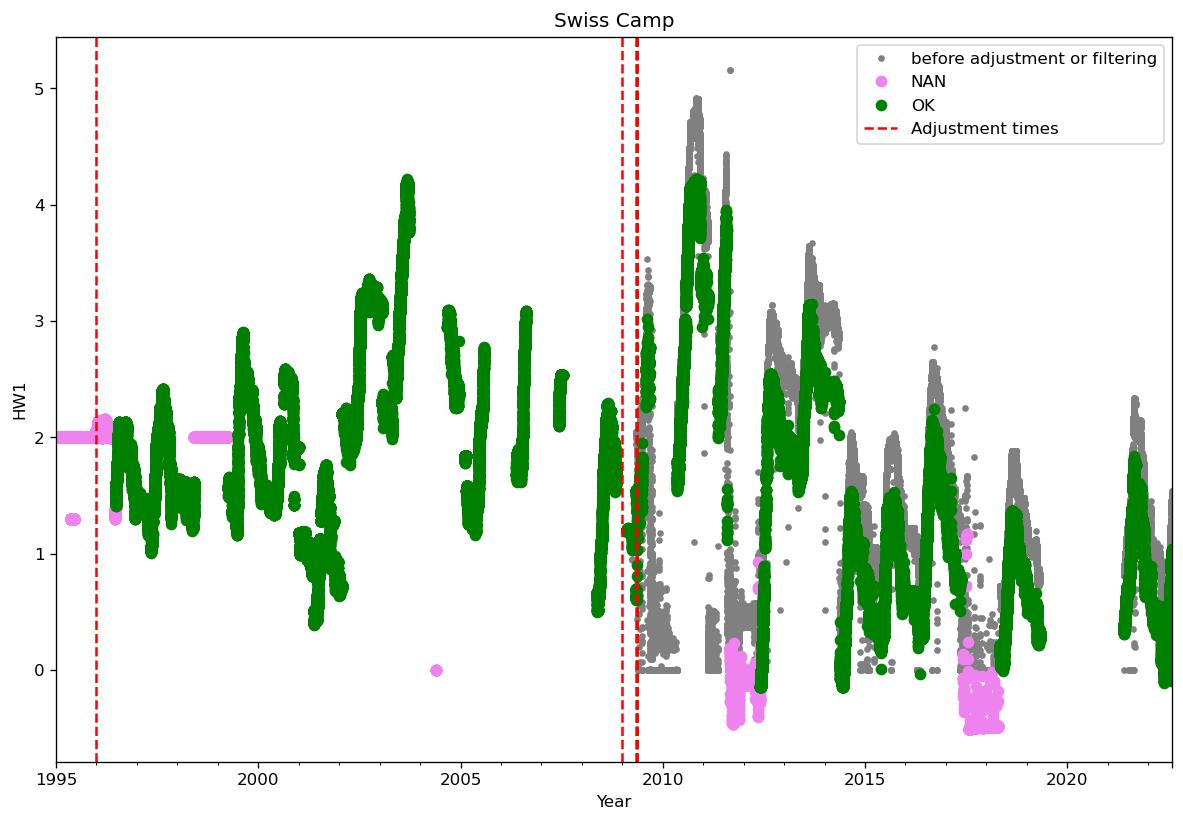 Swiss Camp
before adjustment or filtering
NAN
OK
Adjustment times
HW1
5
4
3
2
1
0
1995 2000 2005 2010 2015 2020
Year